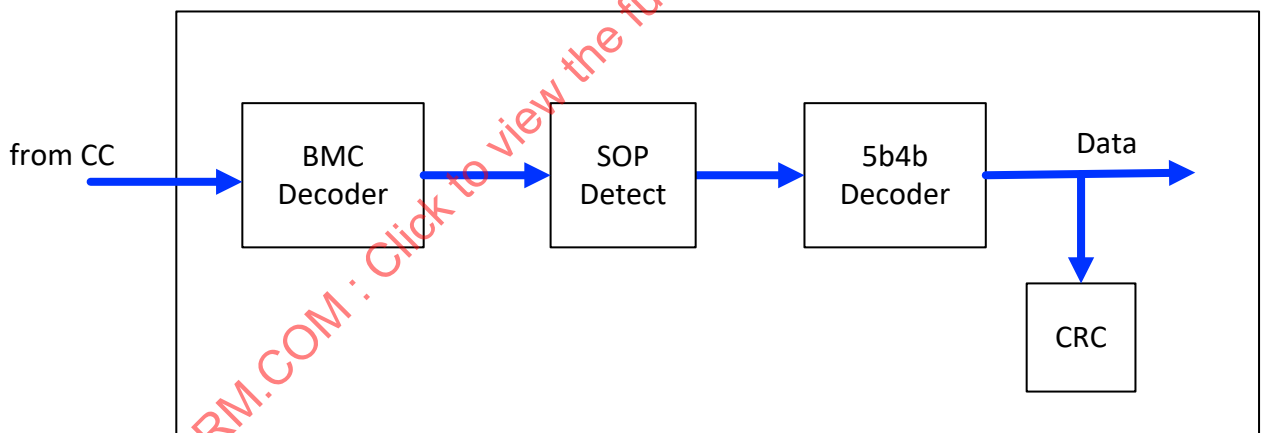 from CC
BMC
Decoder
SOP
Detect
5b4b
Decoder
Data
CRC
RM.COM : Click to view the fu